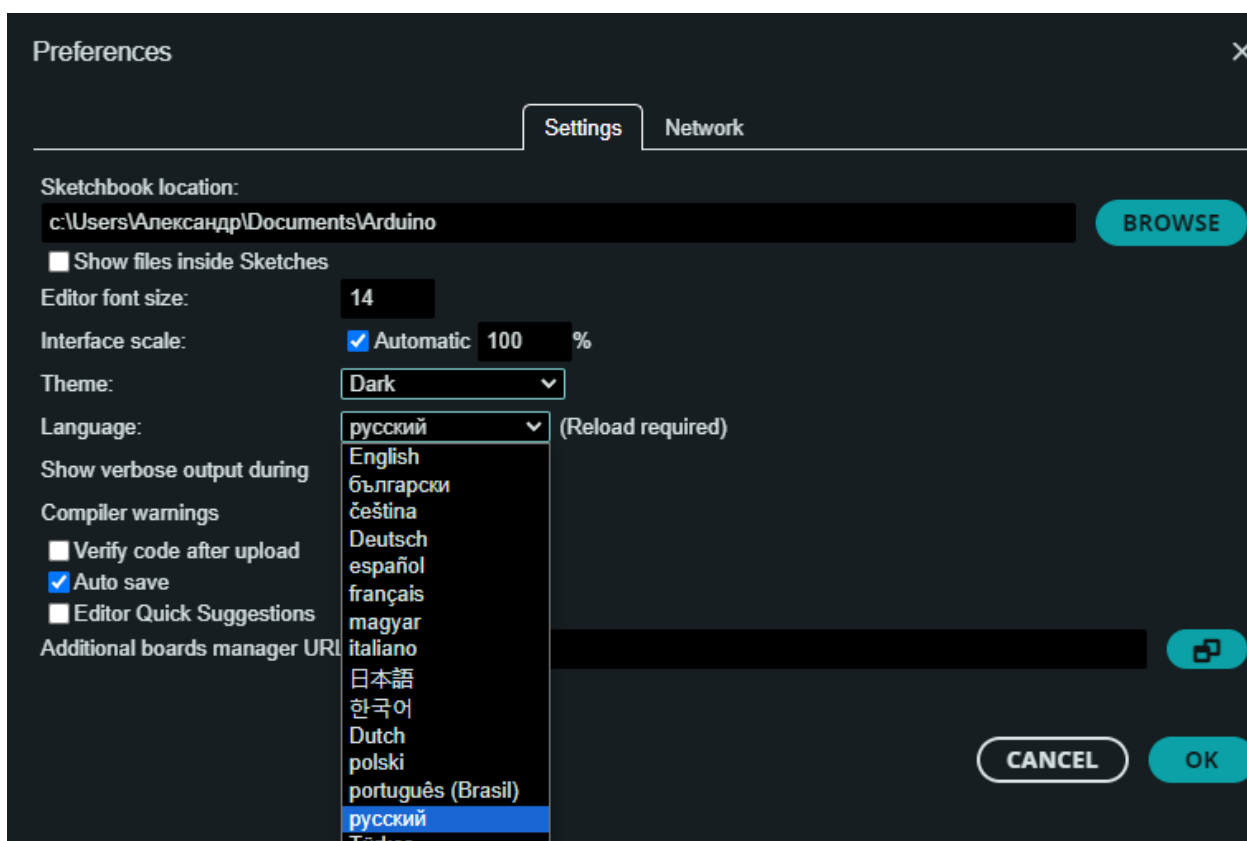 Preferences
Settings Network
Sketchbook location:
c:\Users\Александр\Documents\Arduino
BROWSE
Show files inside Sketches
Editor font size: 14
Interface scale: Automatic 100 %
Theme: Dark
Language: русский (Reload required)
English
Show verbose output during
български
čeština
Compiler warnings
Deutsch
Verify code after upload
español
Auto save
français
Editor Quick Suggestions
magyar
Additional boards manager URL
italiano
日本語
한국어
Dutch
polski
português (Brasil)
русский
CANCEL OK